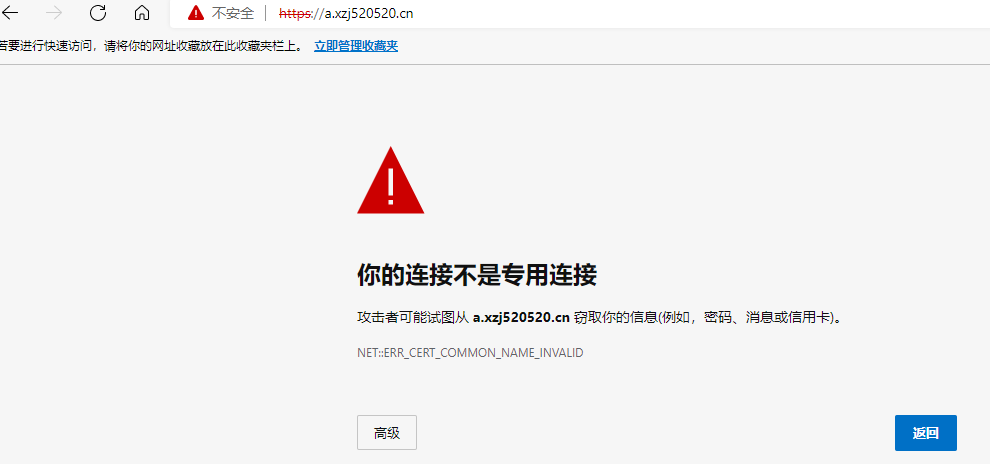 不安全 https://a.xzj520520.cn
若要进行快速访问，请将你的网址收藏放在此收藏夹栏上。 立即管理收藏夹
你的连接不是专用连接
攻击者可能试图从 a.xzj520520.cn 窃取你的信息(例如，密码、消息或信用卡)。
NET::ERR_CERT_COMMON_NAME_INVALID
高级 返回